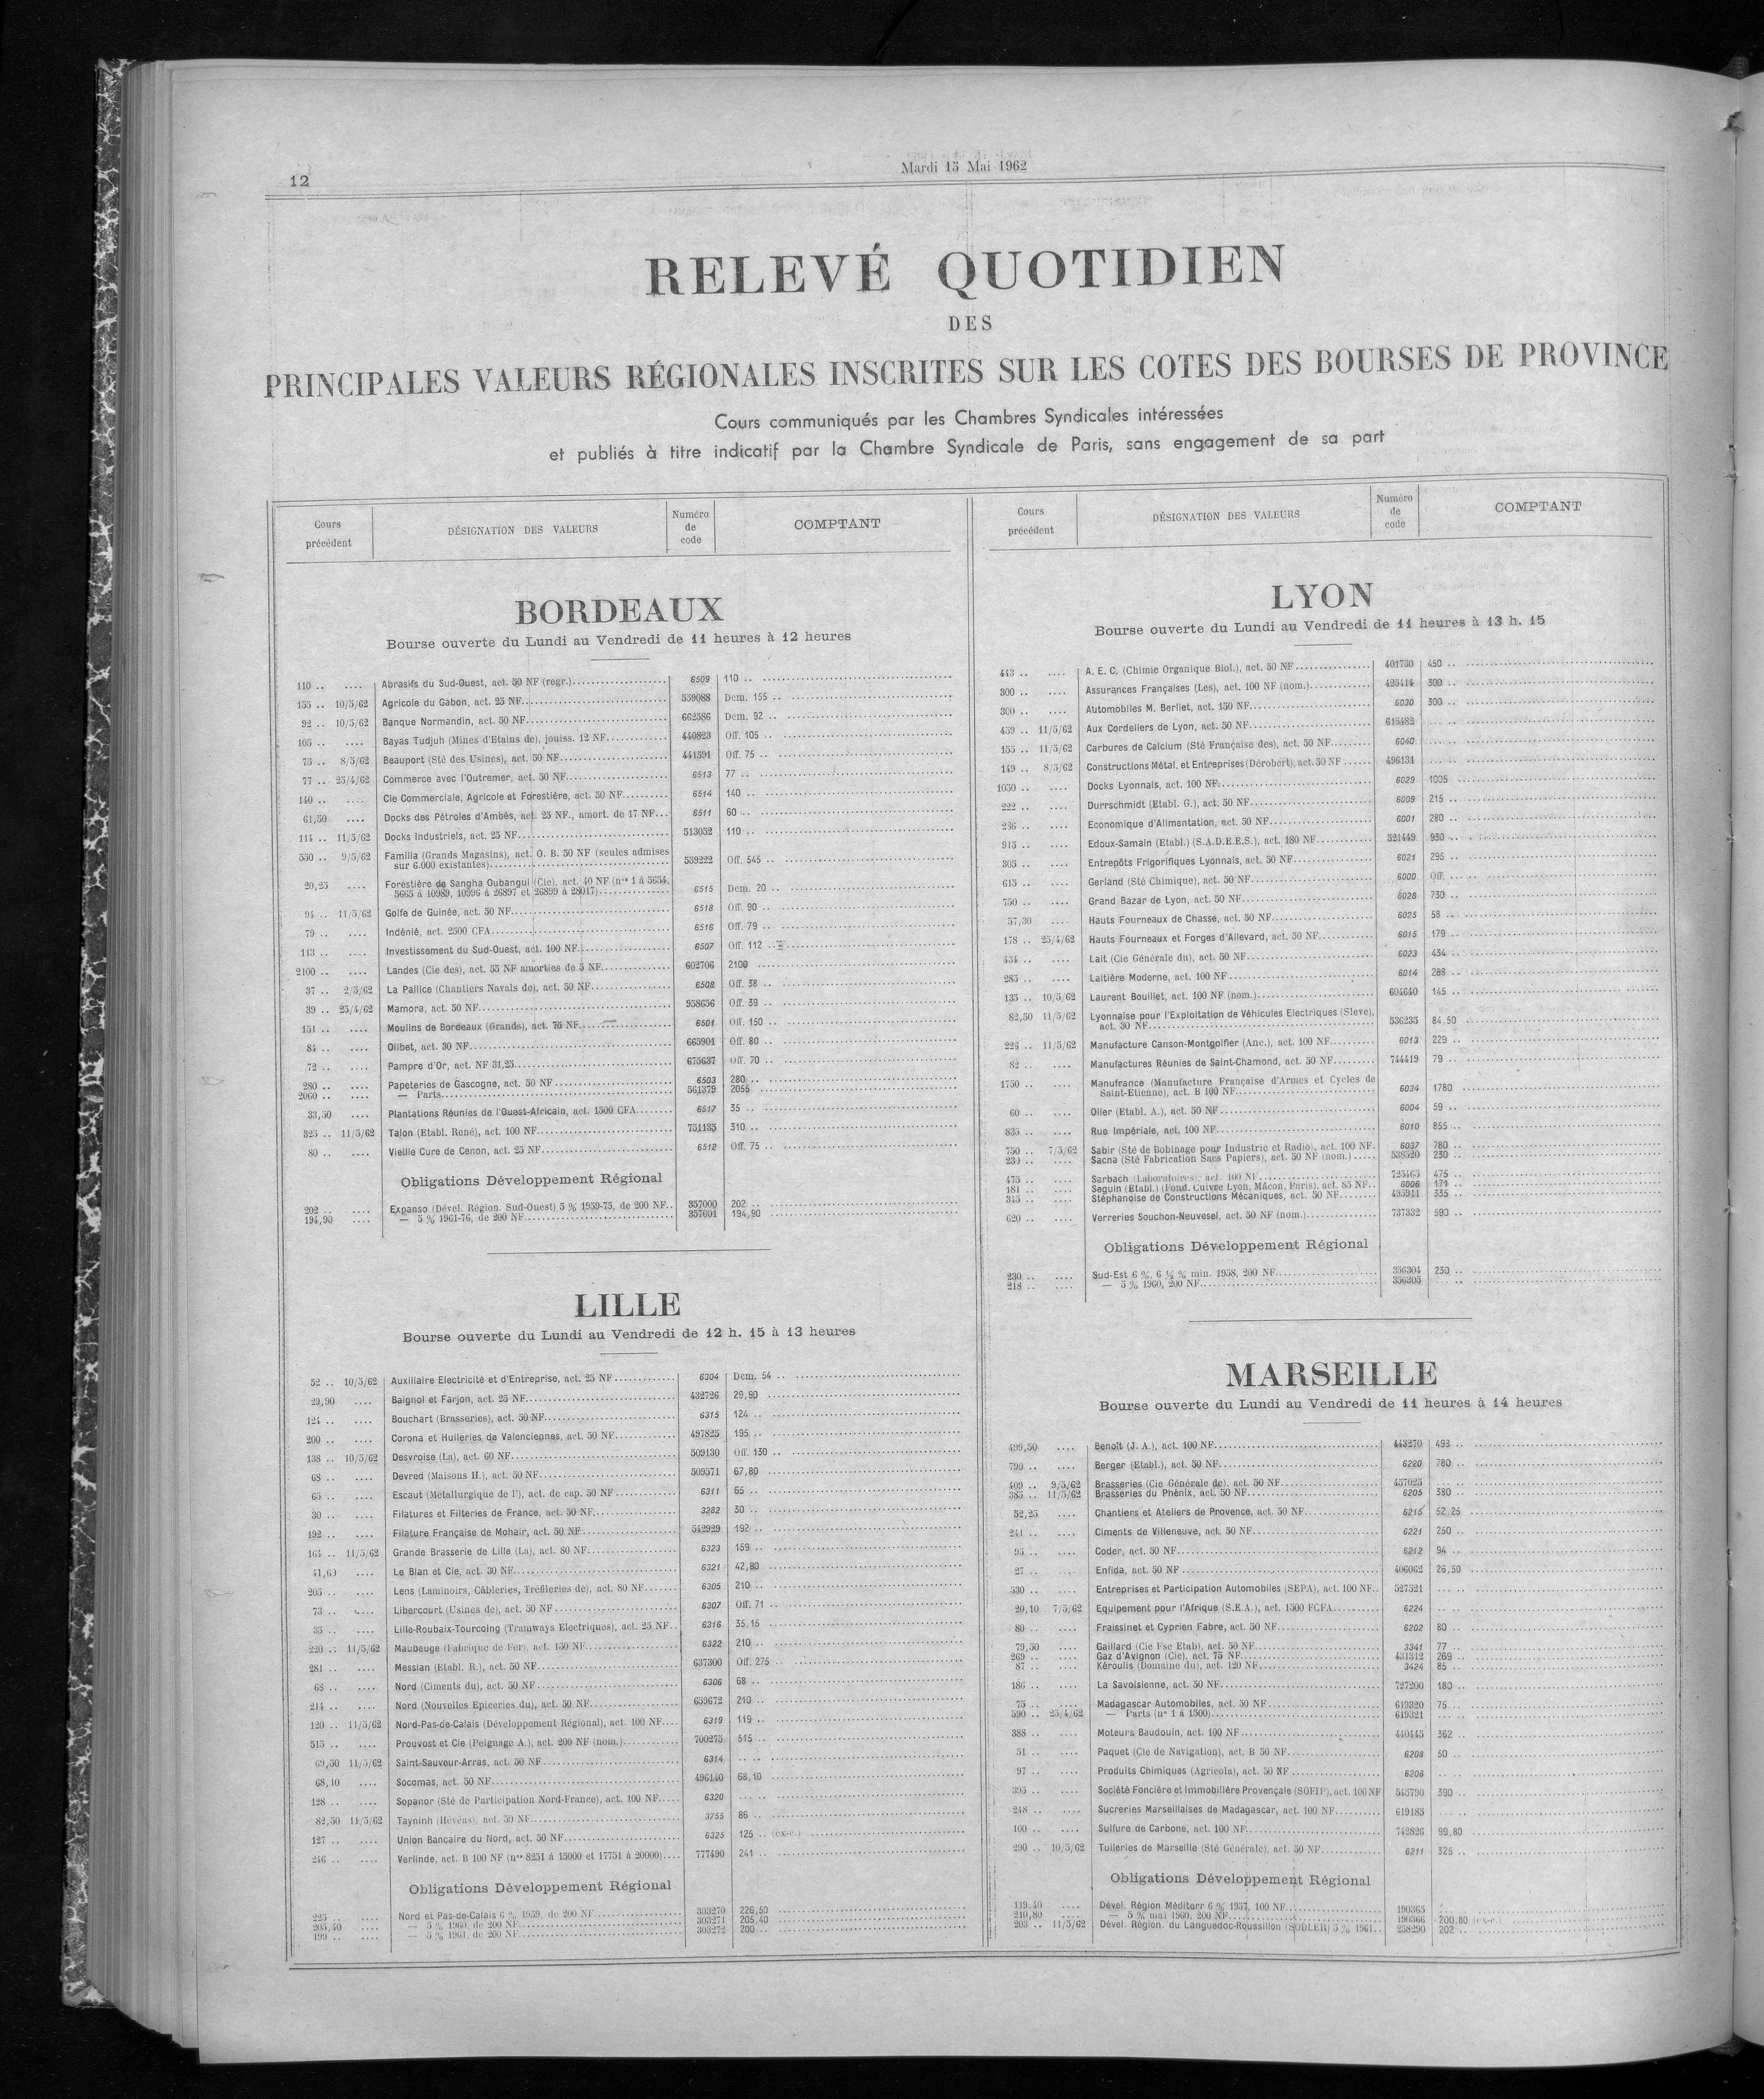 12
Mardi 15 Mai 1962
RELEVÉ QUOTIDIEN
DES
PRINCIPALES VALEURS RÉGIONALES INSCRITES SUR LES COTES DES BOURSES DE PROVINCE
Cours communiqués par les Chambres Syndicales intéressées
et publiés à titre indicatif par la Chambre Syndicale de Paris, sans engagement de sa part
Cours précédent | DÉSIGNATION DES VALEURS | Numéro de code | COMPTANT
BORDEAUX
Bourse ouverte du Lundi au Vendredi de 11 heures à 12 heures
110 .. .... Abrasifs du Sud-Ouest, act. 50 NF (regr.) 6509 110 ..
155 .. 10/5/62 Agricole du Gabon, act. 25 NF 559088 Dem. 155 ..
92 .. 10/5/62 Banque Normandin, act. 50 NF 662586 Dem. 92 ..
105 .. .... Bayas Tudjuh (Mines d'Etains de), jouiss. 12 NF 440823 Off. 105 ..
75 .. 8/5/62 Beauport (Sté des Usines), act. 50 NF 441591 Off. 75 ..
77 .. 25/4/62 Commerce avec l'Outremer, act. 50 NF 6513 77 ..
140 .. .... Cie Commerciale, Agricole et Forestière, act. 50 NF 6514 140 ..
61,50 .... Docks des Pétroles d'Ambès, act. 25 NF., amort. de 17 NF 6511 60 ..
114 .. 11/5/62 Docks Industriels, act. 25 NF 513052 110 ..
550 .. 9/5/62 Familia (Grands Magasins), act. O. B. 50 NF (seules admises
sur 6.000 existantes) 559222 Off. 545 ..
20,25 .... Forestière de Sangha Oubangui (Cie), act. 40 NF (nos 1 à 5654,
5665 à 10989, 10996 à 26897 et 26899 à 28017) 6515 Dem. 20 ..
94 .. 11/5/62 Golfe de Guinée, act. 50 NF 6518 Off. 90 ..
79 .. .... Indénié, act. 2500 CFA 6516 Off. 79 ..
113 .. .... Investissement du Sud-Ouest, act. 100 NF 6507 Off. 112 ..
2100 .. .... Landes (Cie des), act. 55 NF amorties de 5 NF 602706 2100
37 .. 2/5/62 La Pallice (Chantiers Navals de), act. 50 NF 6508 Off. 38 ..
39 .. 25/4/62 Mamora, act. 50 NF 958656 Off. 39 ..
151 .. .... Moulins de Bordeaux (Grands), act. 75 NF 6501 Off. 150 ..
84 .. .... Olibet, act. 30 NF 665901 Off. 80 ..
72 .. .... Pampre d'Or, act. NF 31,25 675637 Off. 70 ..
280 .. .... Papeteries de Gascogne, act. 50 NF 6503 280 ..
2060 .. .... — Parts 561379 2055
33,50 .... Plantations Réunies de l'Ouest-Africain, act. 1500 CFA 6517 35 ..
325 .. 11/5/62 Talon (Etabl. René), act. 100 NF 751135 310 ..
80 .. .... Vieille Cure de Cenon, act. 25 NF 6512 Off. 75 ..
Obligations Développement Régional
202 .. .... Expanso (Dével. Région. Sud-Ouest) 5 % 1959-75, de 200 NF 357000 202 ..
194,90 .... — 5 % 1961-76, de 200 NF 357001 194,90
LILLE
Bourse ouverte du Lundi au Vendredi de 12 h. 15 à 13 heures
52 .. 10/5/62 Auxiliaire Electricité et d'Entreprise, act. 25 NF 6304 Dem. 54 ..
29,90 .... Baignol et Farjon, act. 25 NF 432726 29,90
124 .. .... Bouchart (Brasseries), act. 50 NF 6315 124 ..
200 .. .... Corona et Huileries de Valenciennes, act. 50 NF 497825 195 ..
138 .. 10/5/62 Desvroise (La), act. 60 NF 509130 Off. 130 ..
68 .. .... Devred (Maisons H.), act. 50 NF 509571 67,80
65 .. .... Escaut (Métallurgique de l'), act. de cap. 50 NF 6311 65 ..
30 .. .... Filatures et Filteries de France, act. 50 NF 3282 30 ..
192 .. .... Filature Française de Mohair, act. 50 NF 542929 192 ..
164 .. 11/5/62 Grande Brasserie de Lille (La), act. 80 NF 6323 159 ..
41,60 .... Le Blan et Cie, act. 30 NF 6321 42,80
205 .. .... Lens (Laminoirs, Câbleries, Tréfileries de), act. 80 NF 6305 210 ..
73 .. .... Libercourt (Usines de), act. 50 NF 6307 Off. 71 ..
35 .. .... Lille-Roubaix-Tourcoing (Tramways Electriques), act. 25 NF 6316 35,15
220 .. 11/5/62 Maubeuge (Fabrique de Fer), act. 150 NF 6322 210 ..
281 .. .... Messian (Etabl. R.), act. 50 NF 637300 Off. 275 ..
68 .. .... Nord (Ciments du), act. 50 NF 6306 68 ..
214 .. .... Nord (Nouvelles Epiceries du), act. 50 NF 659672 210 ..
120 .. 11/5/62 Nord-Pas-de-Calais (Développement Régional), act. 100 NF 6319 119 ..
515 .. .... Prouvost et Cie (Peignage A.), act. 200 NF (nom.) 700275 515 ..
69,50 11/5/62 Saint-Sauveur-Arras, act. 50 NF 6314 .. ..
68,10 .... Socomas, act. 50 NF 496140 68,10
128 .. .... Sopanor (Sté de Participation Nord-France), act. 100 NF 6320
82,50 11/5/62 Tayninh (Hévéas), act. 50 NF 3755 86 ..
127 .. .... Union Bancaire du Nord, act. 50 NF 6325 125 .. (ex-c.)
246 .. .... Verlinde, act. B 100 NF (nos 8251 à 15000 et 17751 à 20000) 777490 241 ..
Obligations Développement Régional
225 .. .... Nord et Pas-de-Calais 6 % 1959, de 200 NF 303270 226,50
205,40 .... — 5 % 1960, de 200 NF 303271 205,40
199 .. .... — 5 % 1961, de 200 NF 303272 200 ..
Cours précédent | DÉSIGNATION DES VALEURS | Numéro de code | COMPTANT
LYON
Bourse ouverte du Lundi au Vendredi de 11 heures à 13 h. 15
443 .. .... A. E. C. (Chimie Organique Biol.), act. 50 NF 401750 450 ..
300 .. .... Assurances Françaises (Les), act. 100 NF (nom.) 425414 300 ..
300 .. .... Automobiles M. Berliet, act. 150 NF 6030 300 ..
459 .. 11/5/62 Aux Cordeliers de Lyon, act. 50 NF 615482
155 .. 11/5/62 Carbures de Calcium (Sté Française des), act. 50 NF 6040
149 .. 8/5/62 Constructions Métal. et Entreprises (Dérobert), act. 50 NF 496131
1050 .. .... Docks Lyonnais, act. 100 NF 6029 1005
222 .. .... Durrschmidt (Etabl. G.), act. 50 NF 6009 215 ..
286 .. .... Economique d'Alimentation, act. 50 NF 6001 280 ..
915 .. .... Edoux-Samain (Etabl.) (S.A.D.E.E.S.), act. 180 NF 521449 930 ..
305 .. .... Entrepôts Frigorifiques Lyonnais, act. 50 NF 6021 295 ..
615 .. .... Gerland (Sté Chimique), act. 50 NF 6000 Off.
750 .. .... Grand Bazar de Lyon, act. 50 NF 6028 750 ..
57,30 .... Hauts Fourneaux de Chasse, act. 50 NF 6025 58 ..
178 .. 25/4/62 Hauts Fourneaux et Forges d'Allevard, act. 50 NF 6015 179 ..
434 .. .... Lait (Cie Générale du), act. 50 NF 6023 434 ..
285 .. .... Laitière Moderne, act. 100 NF 6014 288 ..
135 .. 10/5/62 Laurent Bouillet, act. 100 NF (nom.) 604640 145 ..
82,50 11/5/62 Lyonnaise pour l'Exploitation de Véhicules Electriques (Sleve),
act. 30 NF 536235 84,50
226 .. 11/5/62 Manufacture Canson-Montgolfier (Anc.), act. 100 NF 6013 229 ..
82 .. .... Manufactures Réunies de Saint-Chamond, act. 50 NF 744419 79 ..
1750 .. .... Manufrance (Manufacture Française d'Armes et Cycles de
Saint-Etienne), act. B 100 NF 6034 1780
60 .. .... Olier (Etabl. A.), act. 50 NF 6004 59 ..
835 .. .... Rue Impériale, act. 100 NF 6010 855 ..
750 .. 7/5/62 Sabir (Sté de Bobinage pour Industrie et Radio), act. 100 NF. 6037 780 ..
230 .. .... Sacna (Sté Fabrication Sacs Papiers), act. 50 NF (nom.) 538520 230 ..
475 .. .... Sarbach (Laboratoires), act. 100 NF 725465 475 ..
181 .. .... Seguin (Etabl.) (Fond. Cuivre Lyon, Mâcon, Paris), act. 85 NF 6006 174 ..
345 .. .... Stéphanoise de Constructions Mécaniques, act. 50 NF 495911 335 ..
620 .. .... Verreries Souchon-Neuvesel, act. 50 NF (nom.) 737332 590 ..
Obligations Développement Régional
230 .. .... Sud-Est 6 %, 6 ½ % min. 1958, 200 NF 356304 230 ..
218 .. .... — 5 % 1960, 200 NF 356305
MARSEILLE
Bourse ouverte du Lundi au Vendredi de 11 heures à 14 heures
499,50 .... Benoît (J. A.), act. 100 NF 443270 493 ..
790 .. .... Berger (Etabl.), act. 50 NF 6220 780 ..
409 .. 9/5/62 Brasseries (Cie Générale de), act. 50 NF 457025
385 .. 11/5/62 Brasseries du Phénix, act. 50 NF 6205 380 ..
52,25 .... Chantiers et Ateliers de Provence, act. 50 NF 6215 52,25
241 .. .... Ciments de Villeneuve, act. 50 NF 6221 250 ..
95 .. .... Coder, act. 50 NF 6212 94 ..
27 .. .... Enfida, act. 50 NF 406062 26,50
530 .. .... Entreprises et Participation Automobiles (SEPA), act. 100 NF 527521
20,10 7/5/62 Equipement pour l'Afrique (S.E.A.), act. 1500 FCFA 6224
80 .. .... Fraissinet et Cyprien Fabre, act. 50 NF 6202 80 ..
79,50 .... Gaillard (Cie Fse Etab), act. 50 NF 3341 77 ..
269 .. .... Gaz d'Avignon (Cie), act. 75 NF 431312 269
87 .. .... Kéroulis (Domaine du), act. 120 NF 3424 85 ..
186 .. .... La Savoisienne, act. 50 NF 727200 180 ..
75 .. .... Madagascar Automobiles, act. 50 NF 619320 75 ..
590 .. 25/4/62 — Parts (nos 1 à 1500) 619321
388 .. .... Moteurs Baudouin, act. 100 NF 440445 362 ..
51 .. .... Paquet (Cie de Navigation), act. B 50 NF 6208 50 ..
97 .. .... Produits Chimiques (Agricola), act. 50 NF 6206
395 .. .... Société Foncière et Immobilière Provençale (SOFIP), act. 100 NF 545790 390 ..
248 .. .... Sucreries Marseillaises de Madagascar, act. 100 NF 619185
100 .. .... Sulfure de Carbone, act. 100 NF 742826 99,80
290 .. 10/5/62 Tuileries de Marseille (Sté Générale), act. 50 NF 6211 325 ..
Obligations Développement Régional
119,40 .... Dével. Région Méditerr 6 % 1957, 100 NF 190365
210,80 .... — 5 % mai 1960, 200 NF 190366 200,80 (ex-c.)
203 .. 11/5/62 Dével. Région. du Languedoc-Roussillon (SODLER) 5 % 1961 258290 202 ..